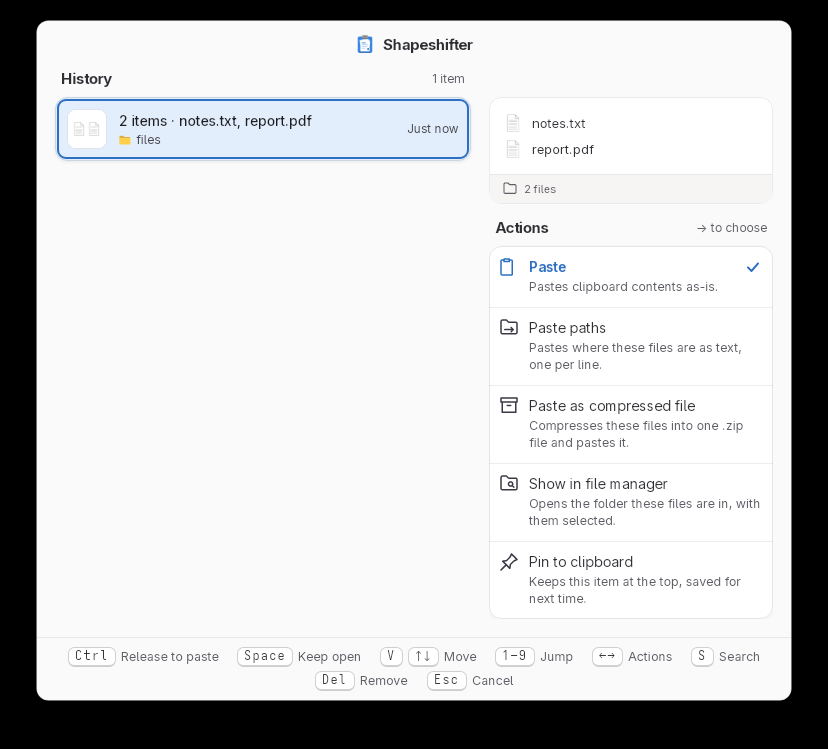 Shapeshifter
History
1 item
2 items · notes.txt, report.pdf
files
Just now
notes.txt
report.pdf
2 files
Actions
→ to choose
Paste
Pastes clipboard contents as-is.
Paste paths
Pastes where these files are as text,
one per line.
Paste as compressed file
Compresses these files into one .zip
file and pastes it.
Show in file manager
Opens the folder these files are in, with
them selected.
Pin to clipboard
Keeps this item at the top, saved for
next time.
Ctrl Release to paste Space Keep open V ↑↓ Move 1–9 Jump ←→ Actions S Search
Del Remove Esc Cancel